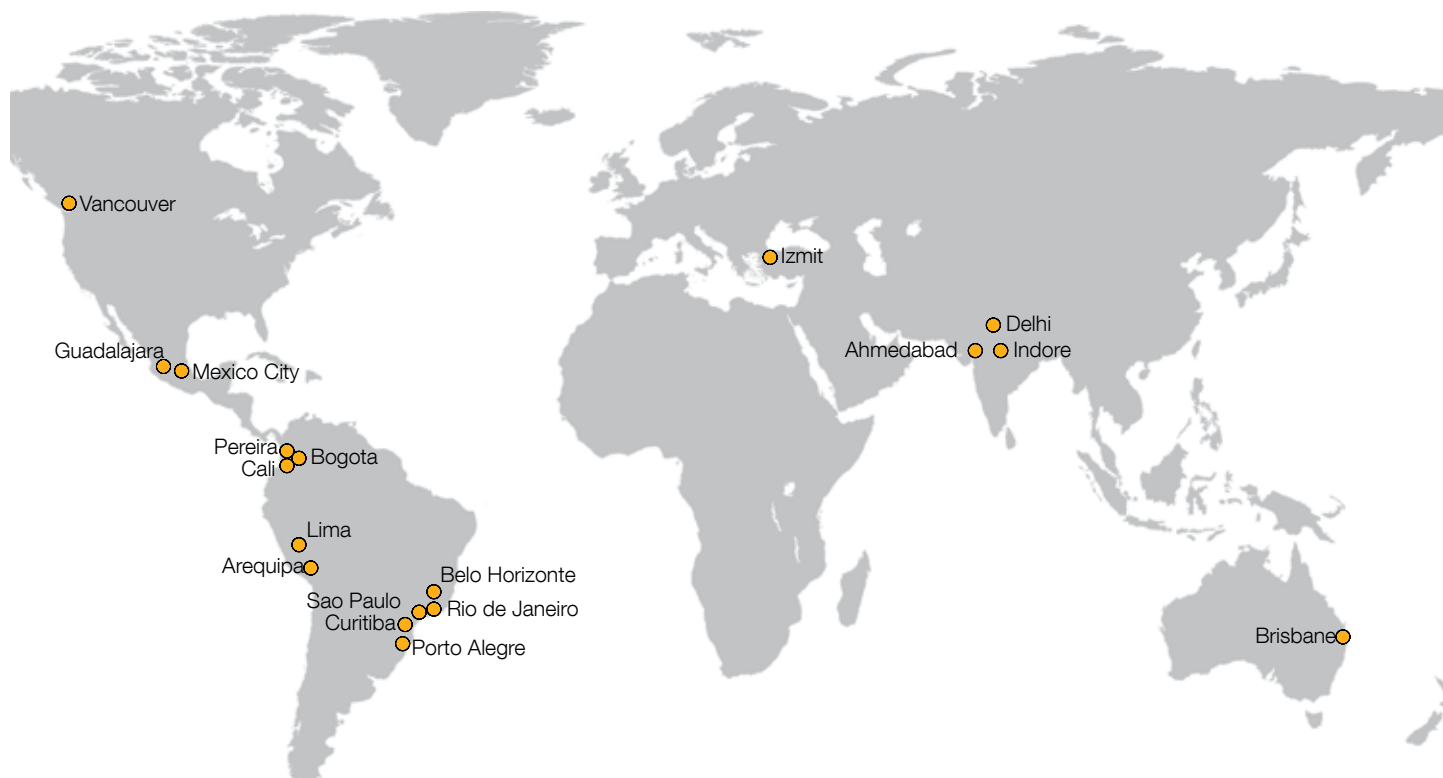 Vancouver
Izmit
Delhi
Ahmedabad
Indore
Guadalajara
Mexico City
Pereira
Cali
Bogota
Lima
Arequipa
Belo Horizonte
Sao Paulo
Rio de Janeiro
Curitiba
Porto Alegre
Brisbane